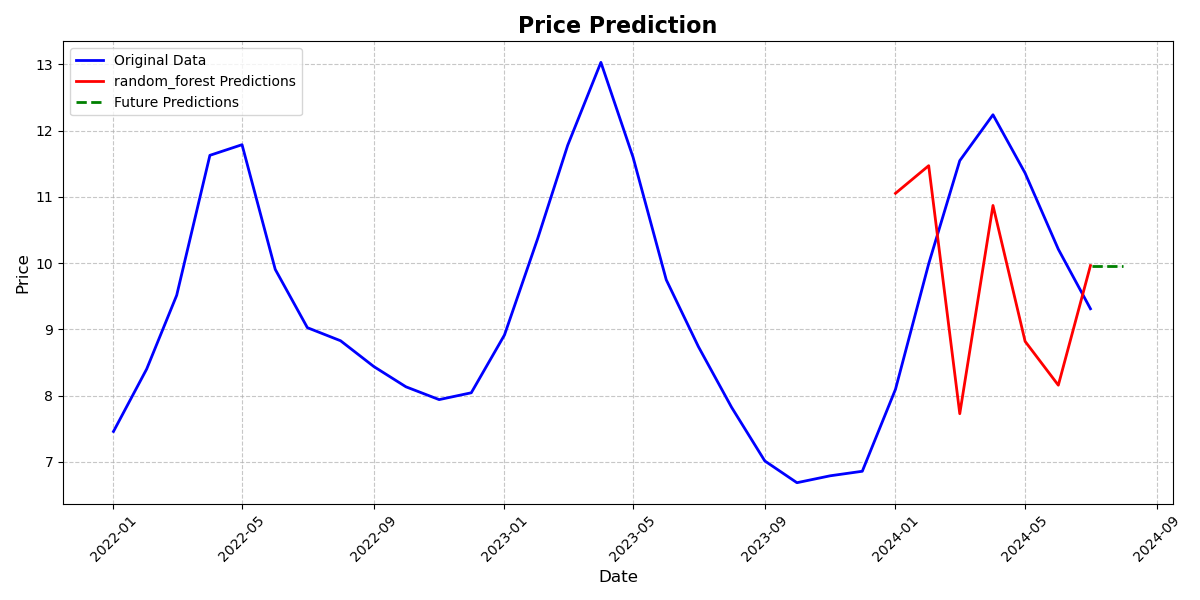 Price Prediction
Original Data
random_forest Predictions
Future Predictions
Price
13
12
11
10
9
8
7
2022-01
2022-05
2022-09
2023-01
2023-05
2023-09
2024-01
2024-05
2024-09
Date